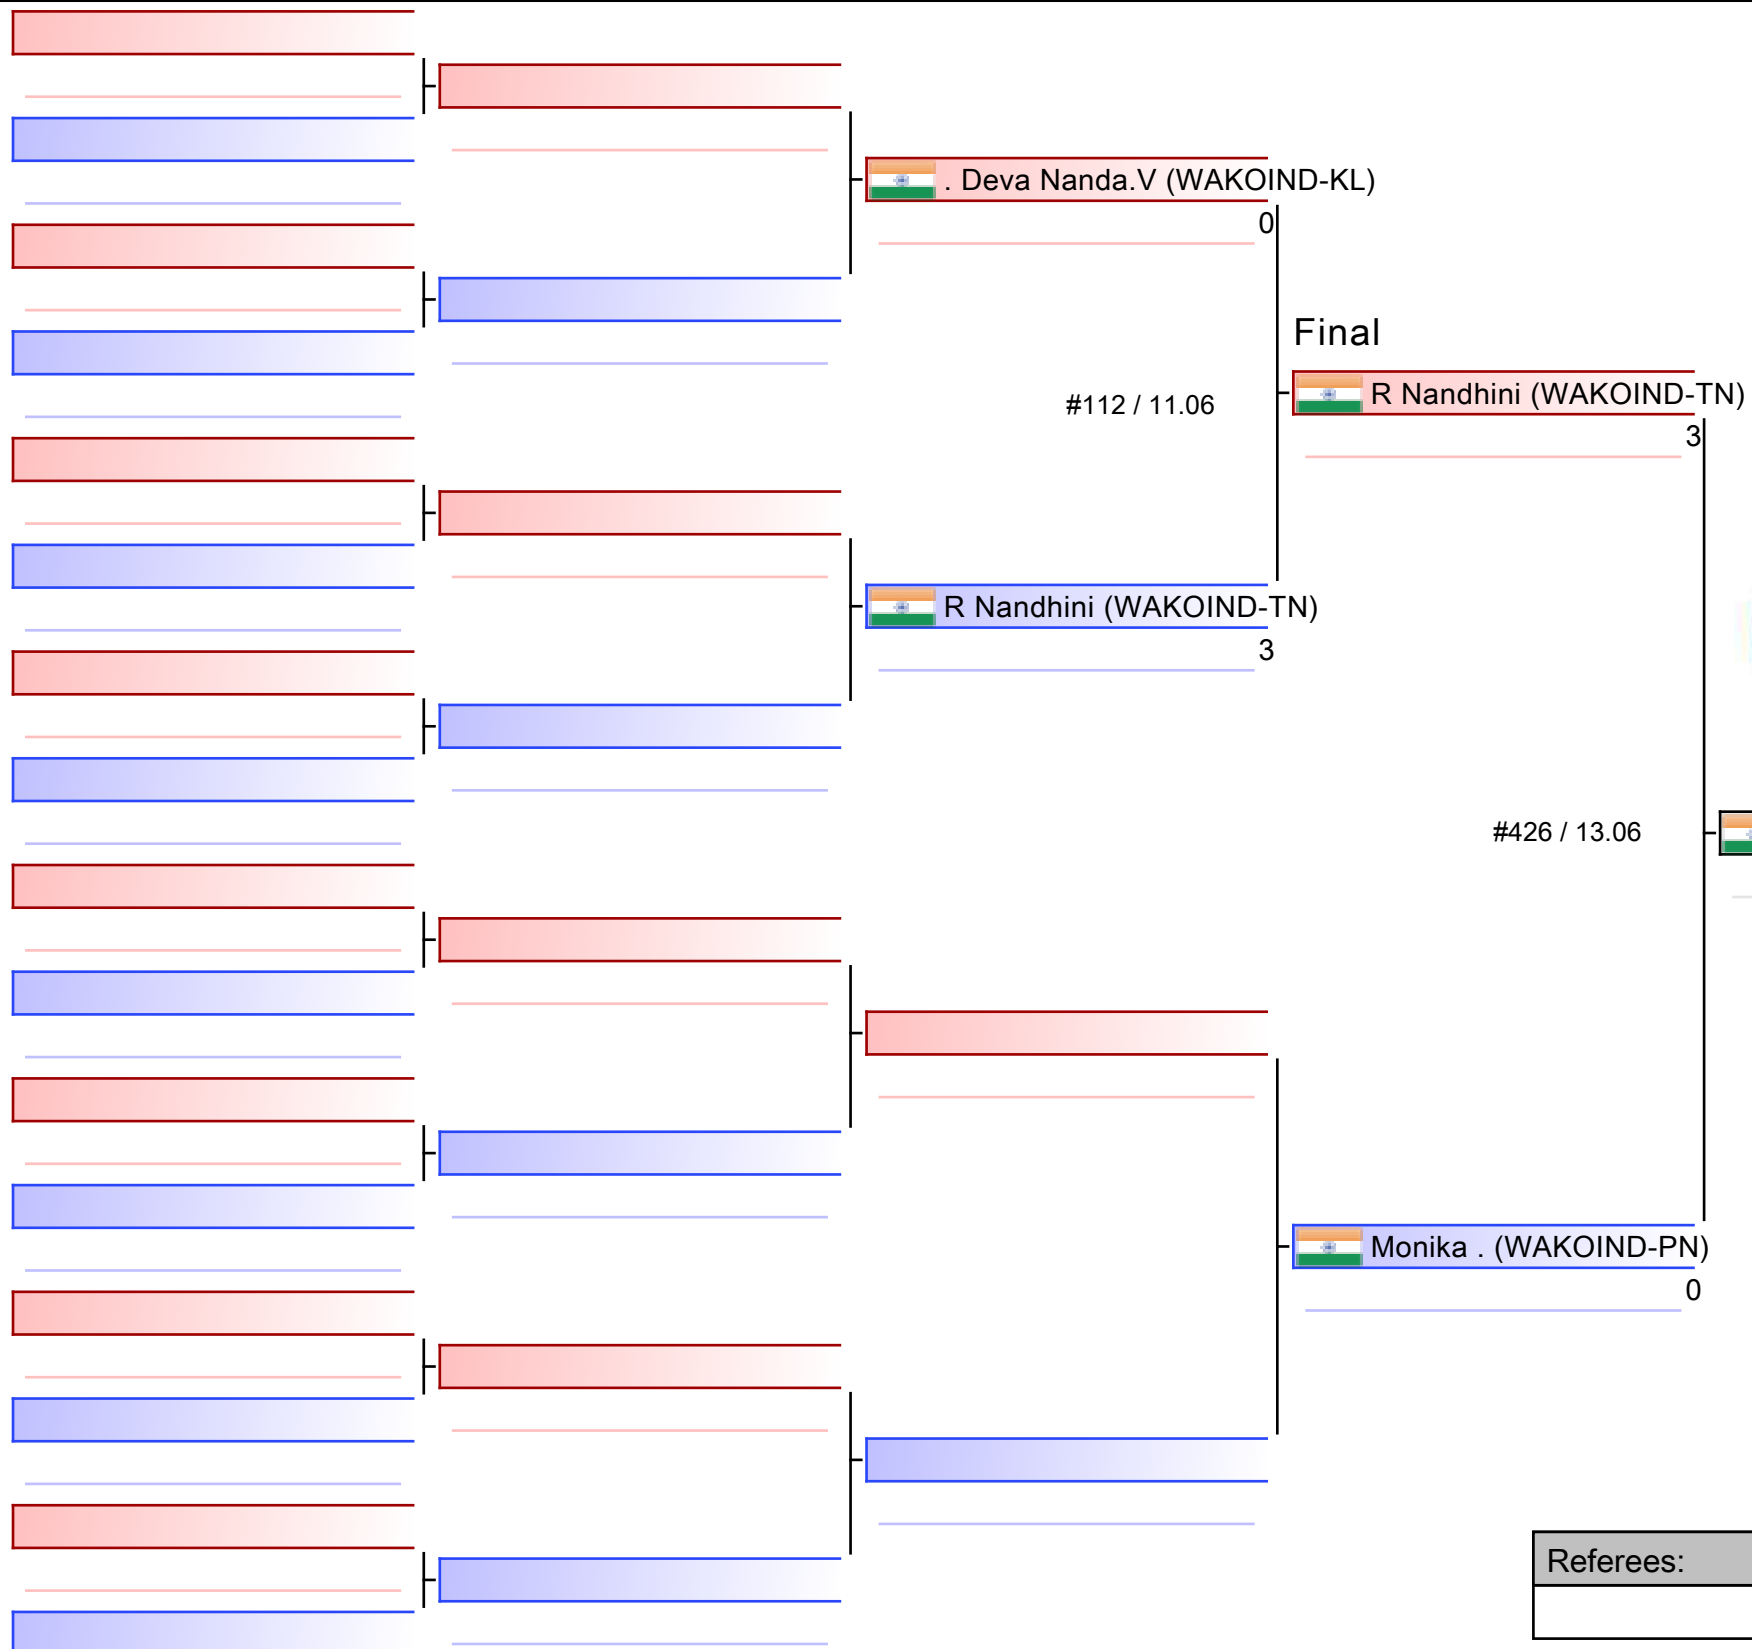 . Deva Nanda.V (WAKOIND-KL)
0
Final
R Nandhini (WAKOIND-TN)
#112 / 11.06
3
R Nandhini (WAKOIND-TN)
3
#426 / 13.06
Monika . (WAKOIND-PN)
0
Referees: